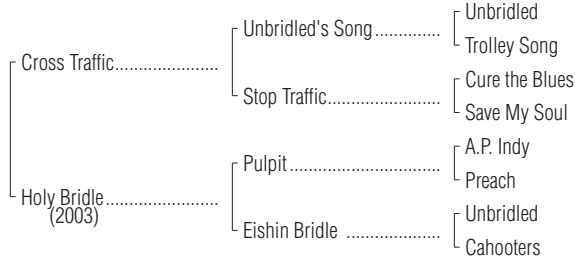 Unbridled
Unbridled's Song..............
Trolley Song
Cross Traffic......................
Cure the Blues
Stop Traffic........................
Save My Soul
A.P. Indy
Pulpit................................
Preach
Holy Bridle........................
(2003)
Unbridled
Eishin Bridle ....................
Cahooters